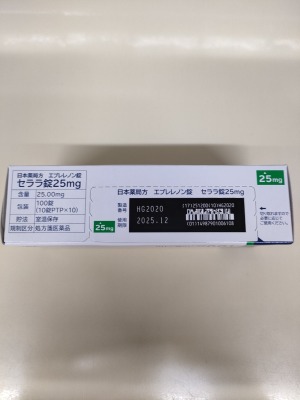 日本薬局方 エプレレノン錠
セララ錠25mg
含量 25.00mg
包装 100錠
(10錠PTP×10)
貯法 室温保存
規制区分 処方箋医薬品
日本薬局方 エプレレノン錠 セララ錠25mg
製造番号 HG2020
使用期限 2025.12
(17)251200(10)HG2020
25mg
25mg